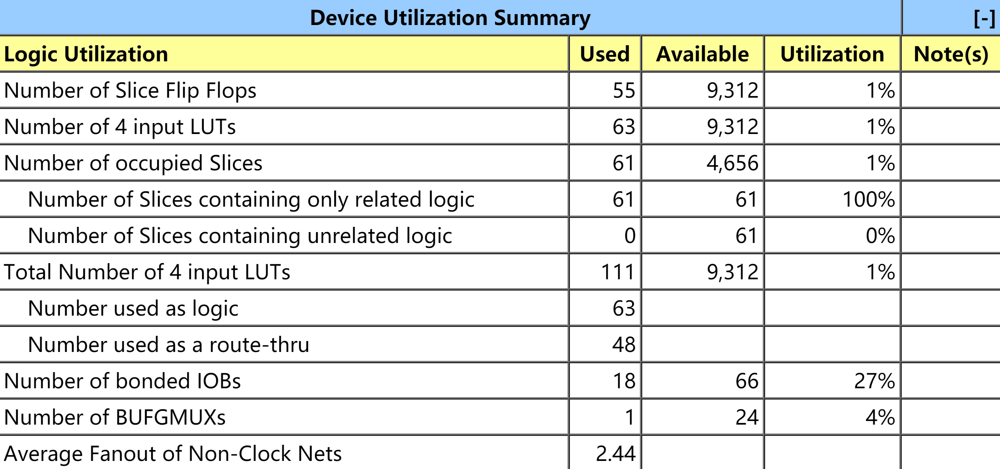 Device Utilization Summary [-]
Logic Utilization Used Available Utilization Note(s)
Number of Slice Flip Flops 55 9,312 1%
Number of 4 input LUTs 63 9,312 1%
Number of occupied Slices 61 4,656 1%
Number of Slices containing only related logic 61 61 100%
Number of Slices containing unrelated logic 0 61 0%
Total Number of 4 input LUTs 111 9,312 1%
Number used as logic 63
Number used as a route-thru 48
Number of bonded IOBs 18 66 27%
Number of BUFGMUXs 1 24 4%
Average Fanout of Non-Clock Nets 2.44